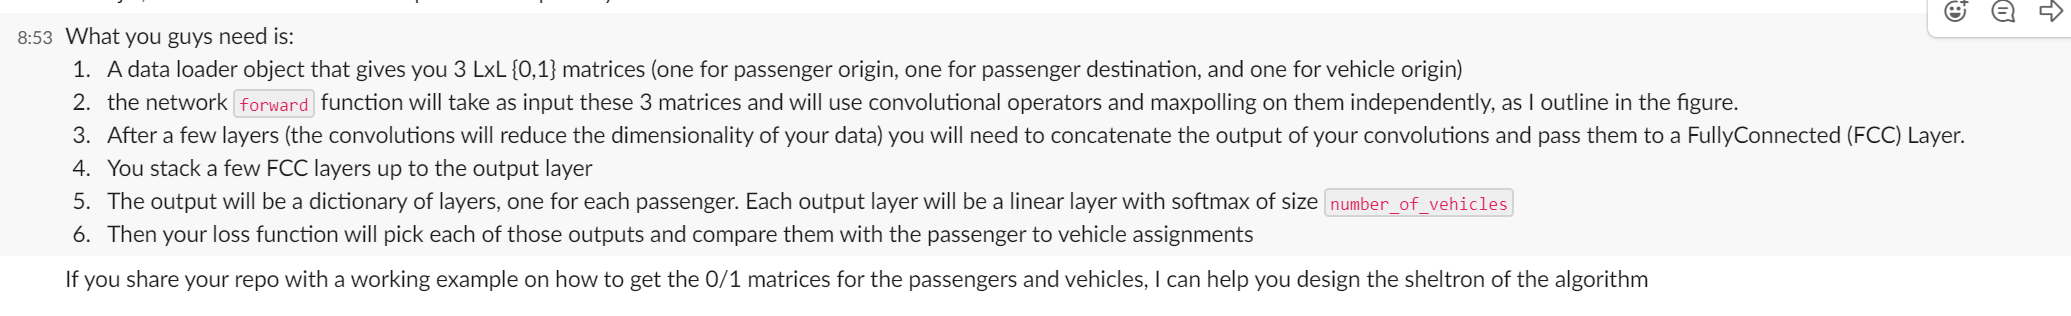 8:53 What you guys need is:
1. A data loader object that gives you 3 LxL {0,1} matrices (one for passenger origin, one for passenger destination, and one for vehicle origin)
2. the network forward function will take as input these 3 matrices and will use convolutional operators and maxpolling on them independently, as I outline in the figure.
3. After a few layers (the convolutions will reduce the dimensionality of your data) you will need to concatenate the output of your convolutions and pass them to a FullyConnected (FCC) Layer.
4. You stack a few FCC layers up to the output layer
5. The output will be a dictionary of layers, one for each passenger. Each output layer will be a linear layer with softmax of size number_of_vehicles
6. Then your loss function will pick each of those outputs and compare them with the passenger to vehicle assignments
If you share your repo with a working example on how to get the 0/1 matrices for the passengers and vehicles, I can help you design the sheltron of the algorithm